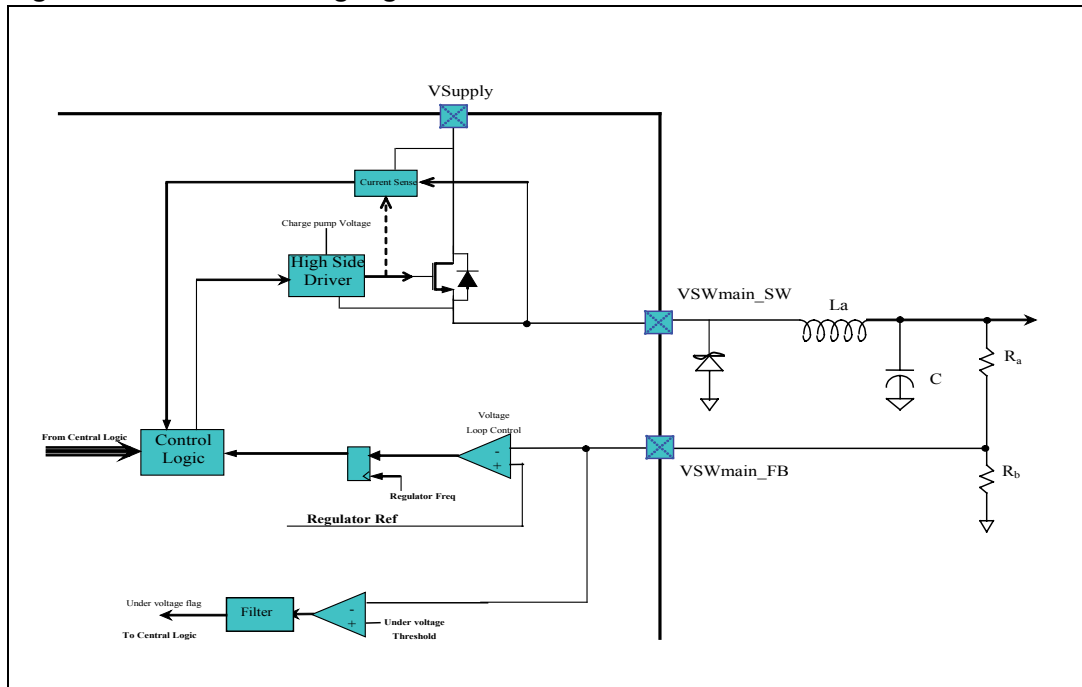 VSupply
Current Sense
Charge pump Voltage
High Side
Driver
VSWmain_SW
La
Ra
C
Voltage
Loop Control
From Central Logic
Control
Logic
-
+
VSWmain_FB
Rb
Regulator Freq
Regulator Ref
Under voltage flag
Filter
-
+
Under voltage
Threshold
To Central Logic